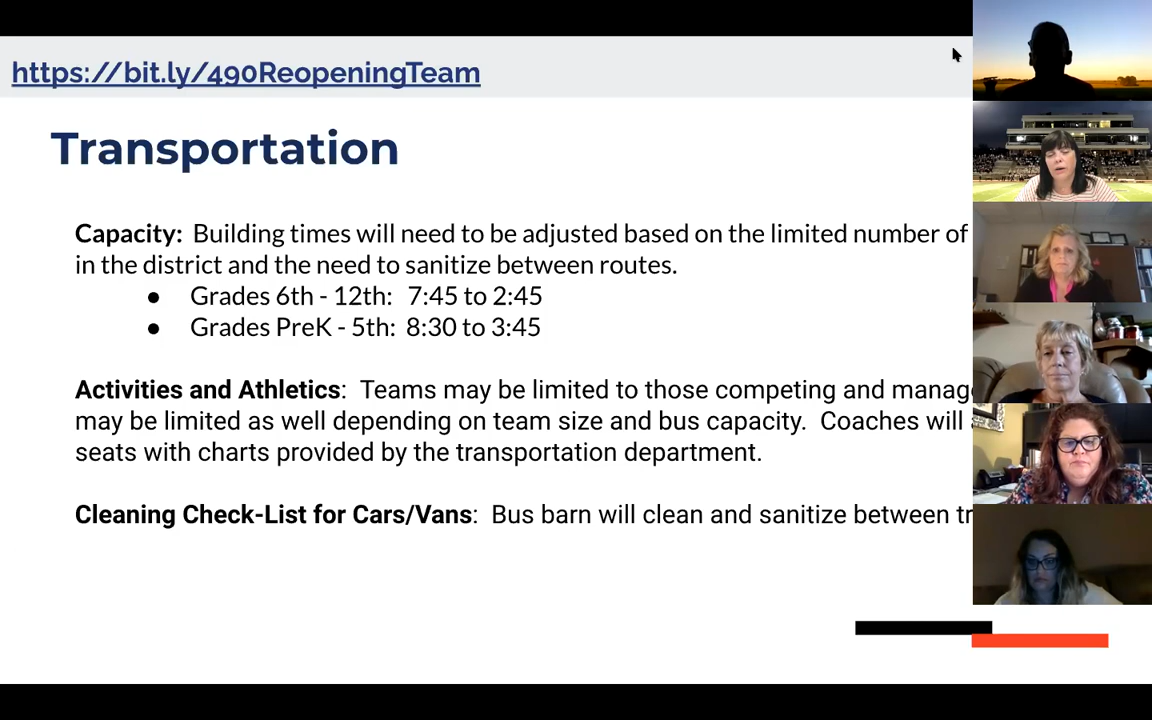 https://bit.ly/490ReopeningTeam
Transportation
Capacity: Building times will need to be adjusted based on the limited number of
in the district and the need to sanitize between routes.
● Grades 6th - 12th: 7:45 to 2:45
● Grades PreK - 5th: 8:30 to 3:45
Activities and Athletics: Teams may be limited to those competing and
may be limited as well depending on team size and bus capacity. Coaches will
seats with charts provided by the transportation department.
Cleaning Check-List for Cars/Vans: Bus barn will clean and sanitize between